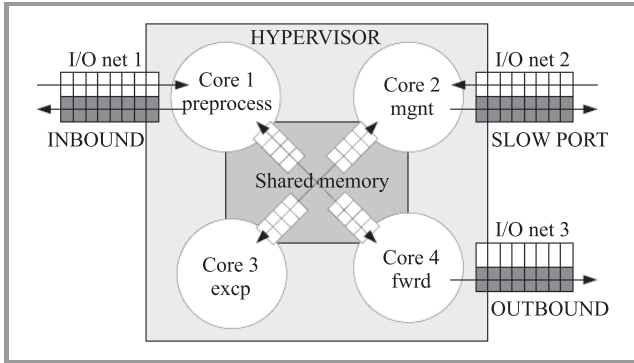 HYPERVISOR
I/O net 1
I/O net 2
Core 1
preprocess
Core 2
mgnt
INBOUND
SLOW PORT
Shared memory
I/O net 3
Core 3
excp
Core 4
fwrd
OUTBOUND